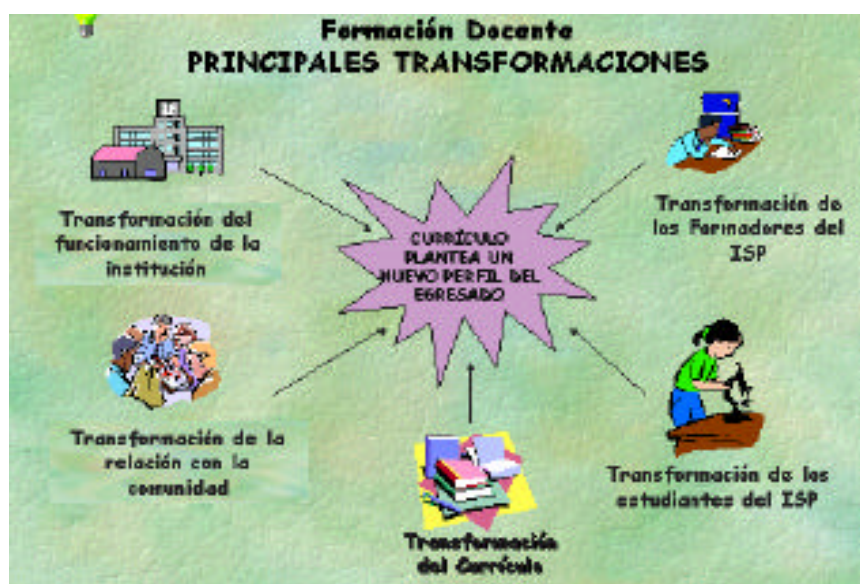 Formación Docente
PRINCIPALES TRANSFORMACIONES
Transformación del
funcionamiento de la
institución
Transformación de
los Formadores del
ISP
CURRÍCULO
PLANTEA UN
NUEVO PERFIL DEL
EGRESADO
Transformación de la
relación con la
comunidad
Transformación de los
estudiantes del ISP
Transformación
del Currículo